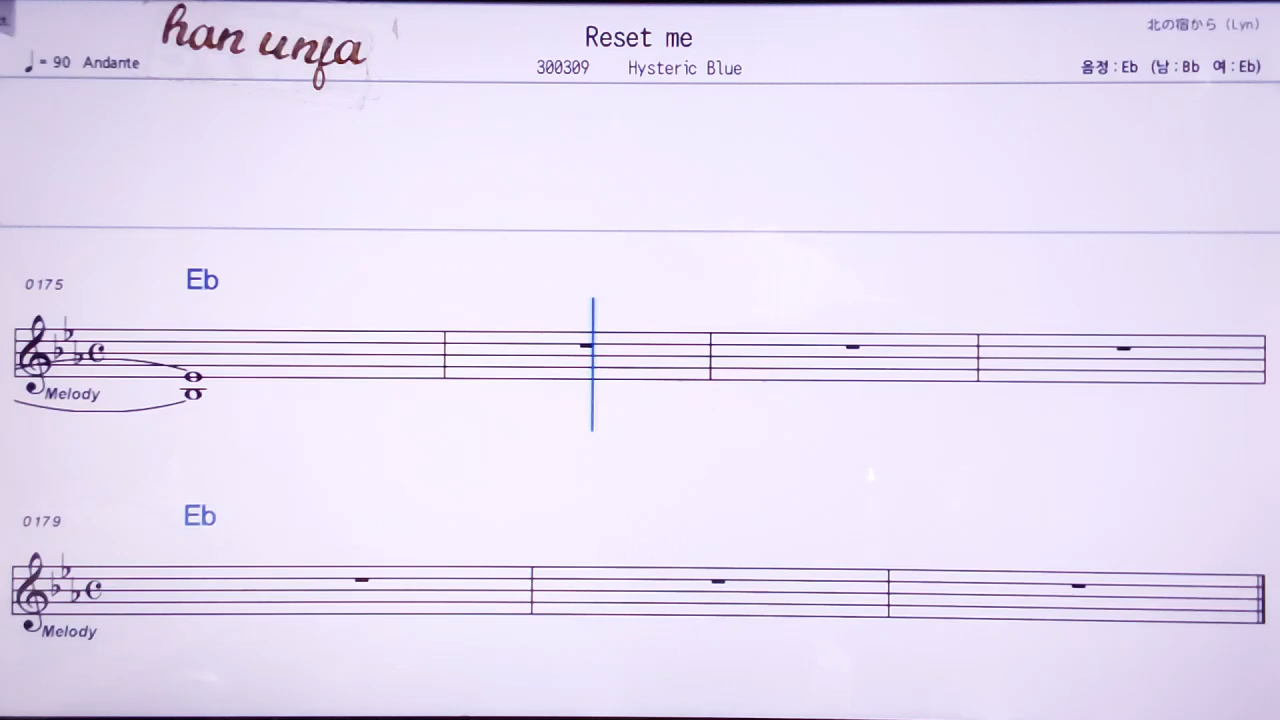 han unfa
Reset me
北の宿から (Lyn)
♩= 90 Andante
300309 Hysteric Blue
음정 : Eb (남 : Bb 여 : Eb)
0175
Eb
Melody
0179
Eb
Melody